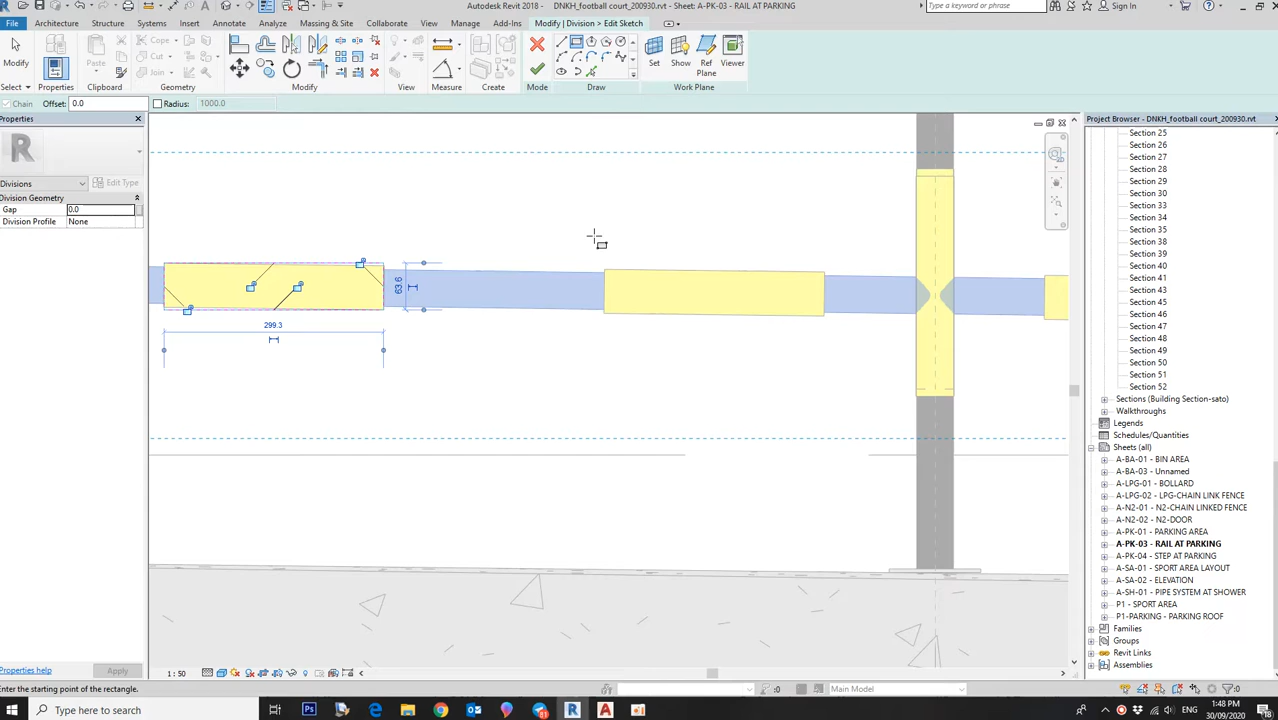 Autodesk Revit 2018 - DNKH_football court_200930.rvt - Sheet: A-PK-03 - RAIL AT PARKING
Type a keyword or phrase
Sign In
File Architecture Structure Systems Insert Annotate Analyze Massing & Site Collaborate View Manage Add-Ins Modify | Division > Edit Sketch
Modify
Paste
Cope
Cut
Join
Set Show Ref Plane Viewer
Select Properties Clipboard Geometry Modify View Measure Create Mode Draw Work Plane
Chain Offset: 0.0 Radius: 1000.0
Properties
Divisions Edit Type
Division Geometry
Gap 0.0
Division Profile None
Properties help Apply
63.6
299.3
Project Browser - DNKH_football court_200930.rvt
Section 25
Section 26
Section 27
Section 28
Section 29
Section 30
Section 33
Section 34
Section 35
Section 38
Section 39
Section 40
Section 41
Section 42
Section 43
Section 45
Section 46
Section 47
Section 48
Section 49
Section 50
Section 51
Section 52
Sections (Building Section-sato)
Walkthroughs
Legends
Schedules/Quantities
Sheets (all)
A-BA-01 - BIN AREA
A-BA-03 - Unnamed
A-LPG-01 - BOLLARD
A-LPG-02 - LPG-CHAIN LINK FENCE
A-N2-01 - N2-CHAIN LINKED FENCE
A-N2-02 - N2-DOOR
A-PK-01 - PARKING AREA
A-PK-03 - RAIL AT PARKING
A-PK-04 - STEP AT PARKING
A-SA-01 - SPORT AREA LAYOUT
A-SA-02 - ELEVATION
A-SH-01 - PIPE SYSTEM AT SHOWER
P1 - SPORT AREA
P1-PARKING - PARKING ROOF
Families
Groups
Revit Links
Assemblies
1 : 50
Enter the starting point of the rectangle.
:0 Main Model :0
Type here to search
ENG
1:48 PM
30/09/2020